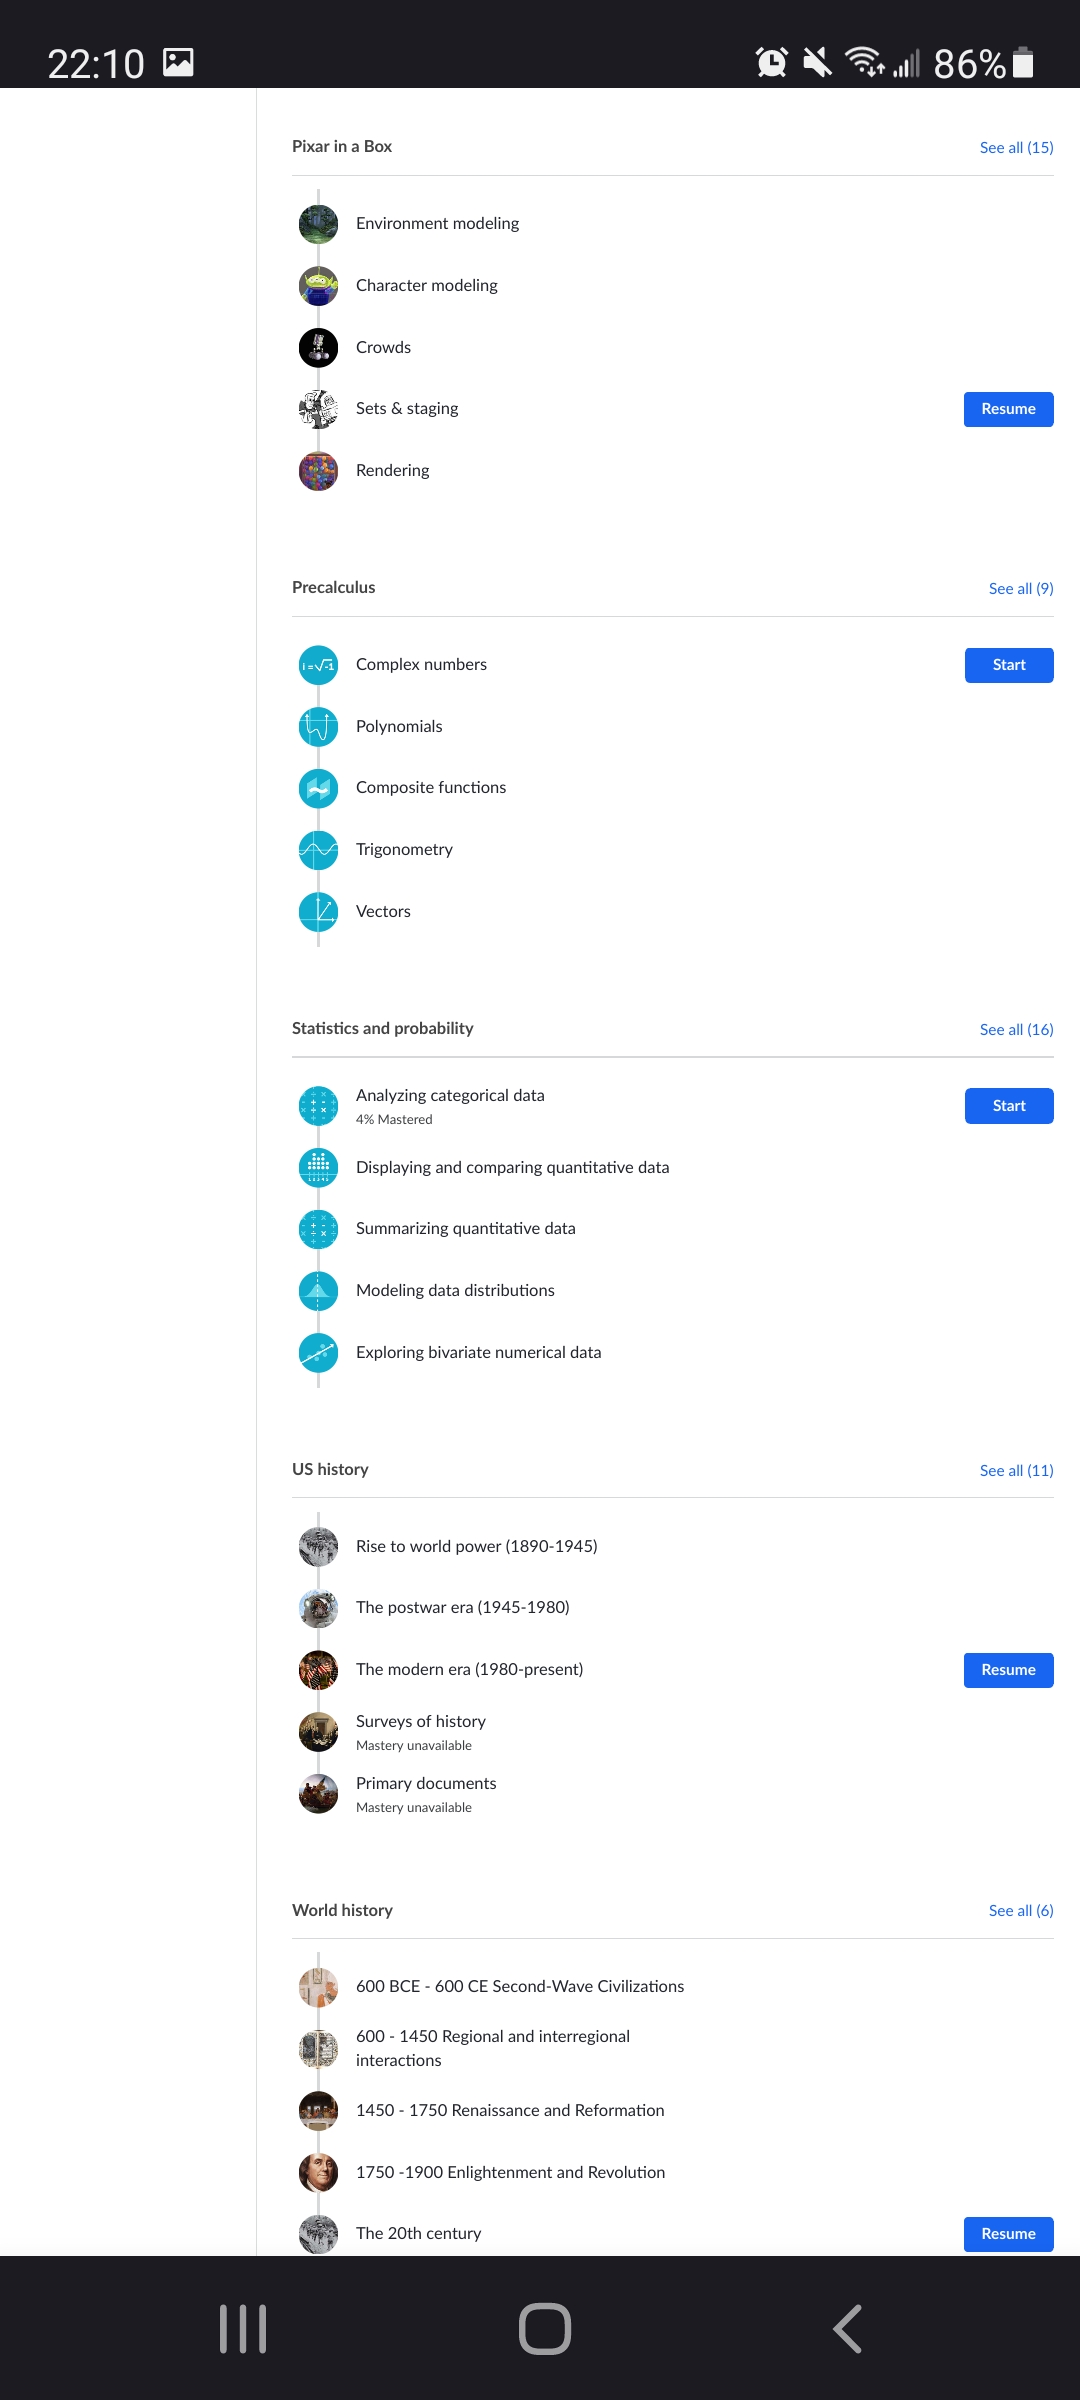 22:10
86%
Pixar in a Box
See all (15)
Environment modeling
Character modeling
Crowds
Sets & staging
Resume
Rendering
Precalculus
See all (9)
i = √-1
Complex numbers
Start
Polynomials
Composite functions
Trigonometry
Vectors
Statistics and probability
See all (16)
Analyzing categorical data
Start
4% Mastered
Displaying and comparing quantitative data
Summarizing quantitative data
Modeling data distributions
Exploring bivariate numerical data
US history
See all (11)
Rise to world power (1890-1945)
The postwar era (1945-1980)
The modern era (1980-present)
Resume
Surveys of history
Mastery unavailable
Primary documents
Mastery unavailable
World history
See all (6)
600 BCE - 600 CE Second-Wave Civilizations
600 - 1450 Regional and interregional
interactions
1450 - 1750 Renaissance and Reformation
1750 -1900 Enlightenment and Revolution
The 20th century
Resume